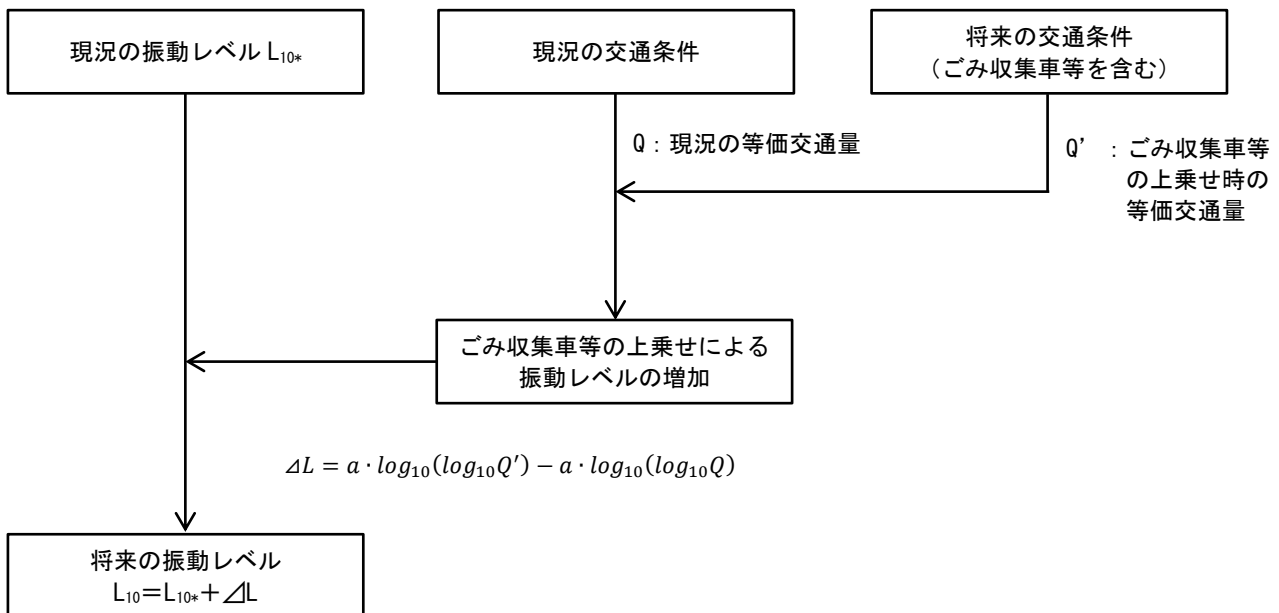 現況の振動レベル L10*
現況の交通条件
将来の交通条件
（ごみ収集車等を含む）
Q：現況の等価交通量
Q’：ごみ収集車等
の上乗せ時の
等価交通量
ごみ収集車等の上乗せによる
振動レベルの増加
⊿L = a · log10(log10Q′) − a · log10(log10Q)
将来の振動レベル
L10＝L10*＋⊿L